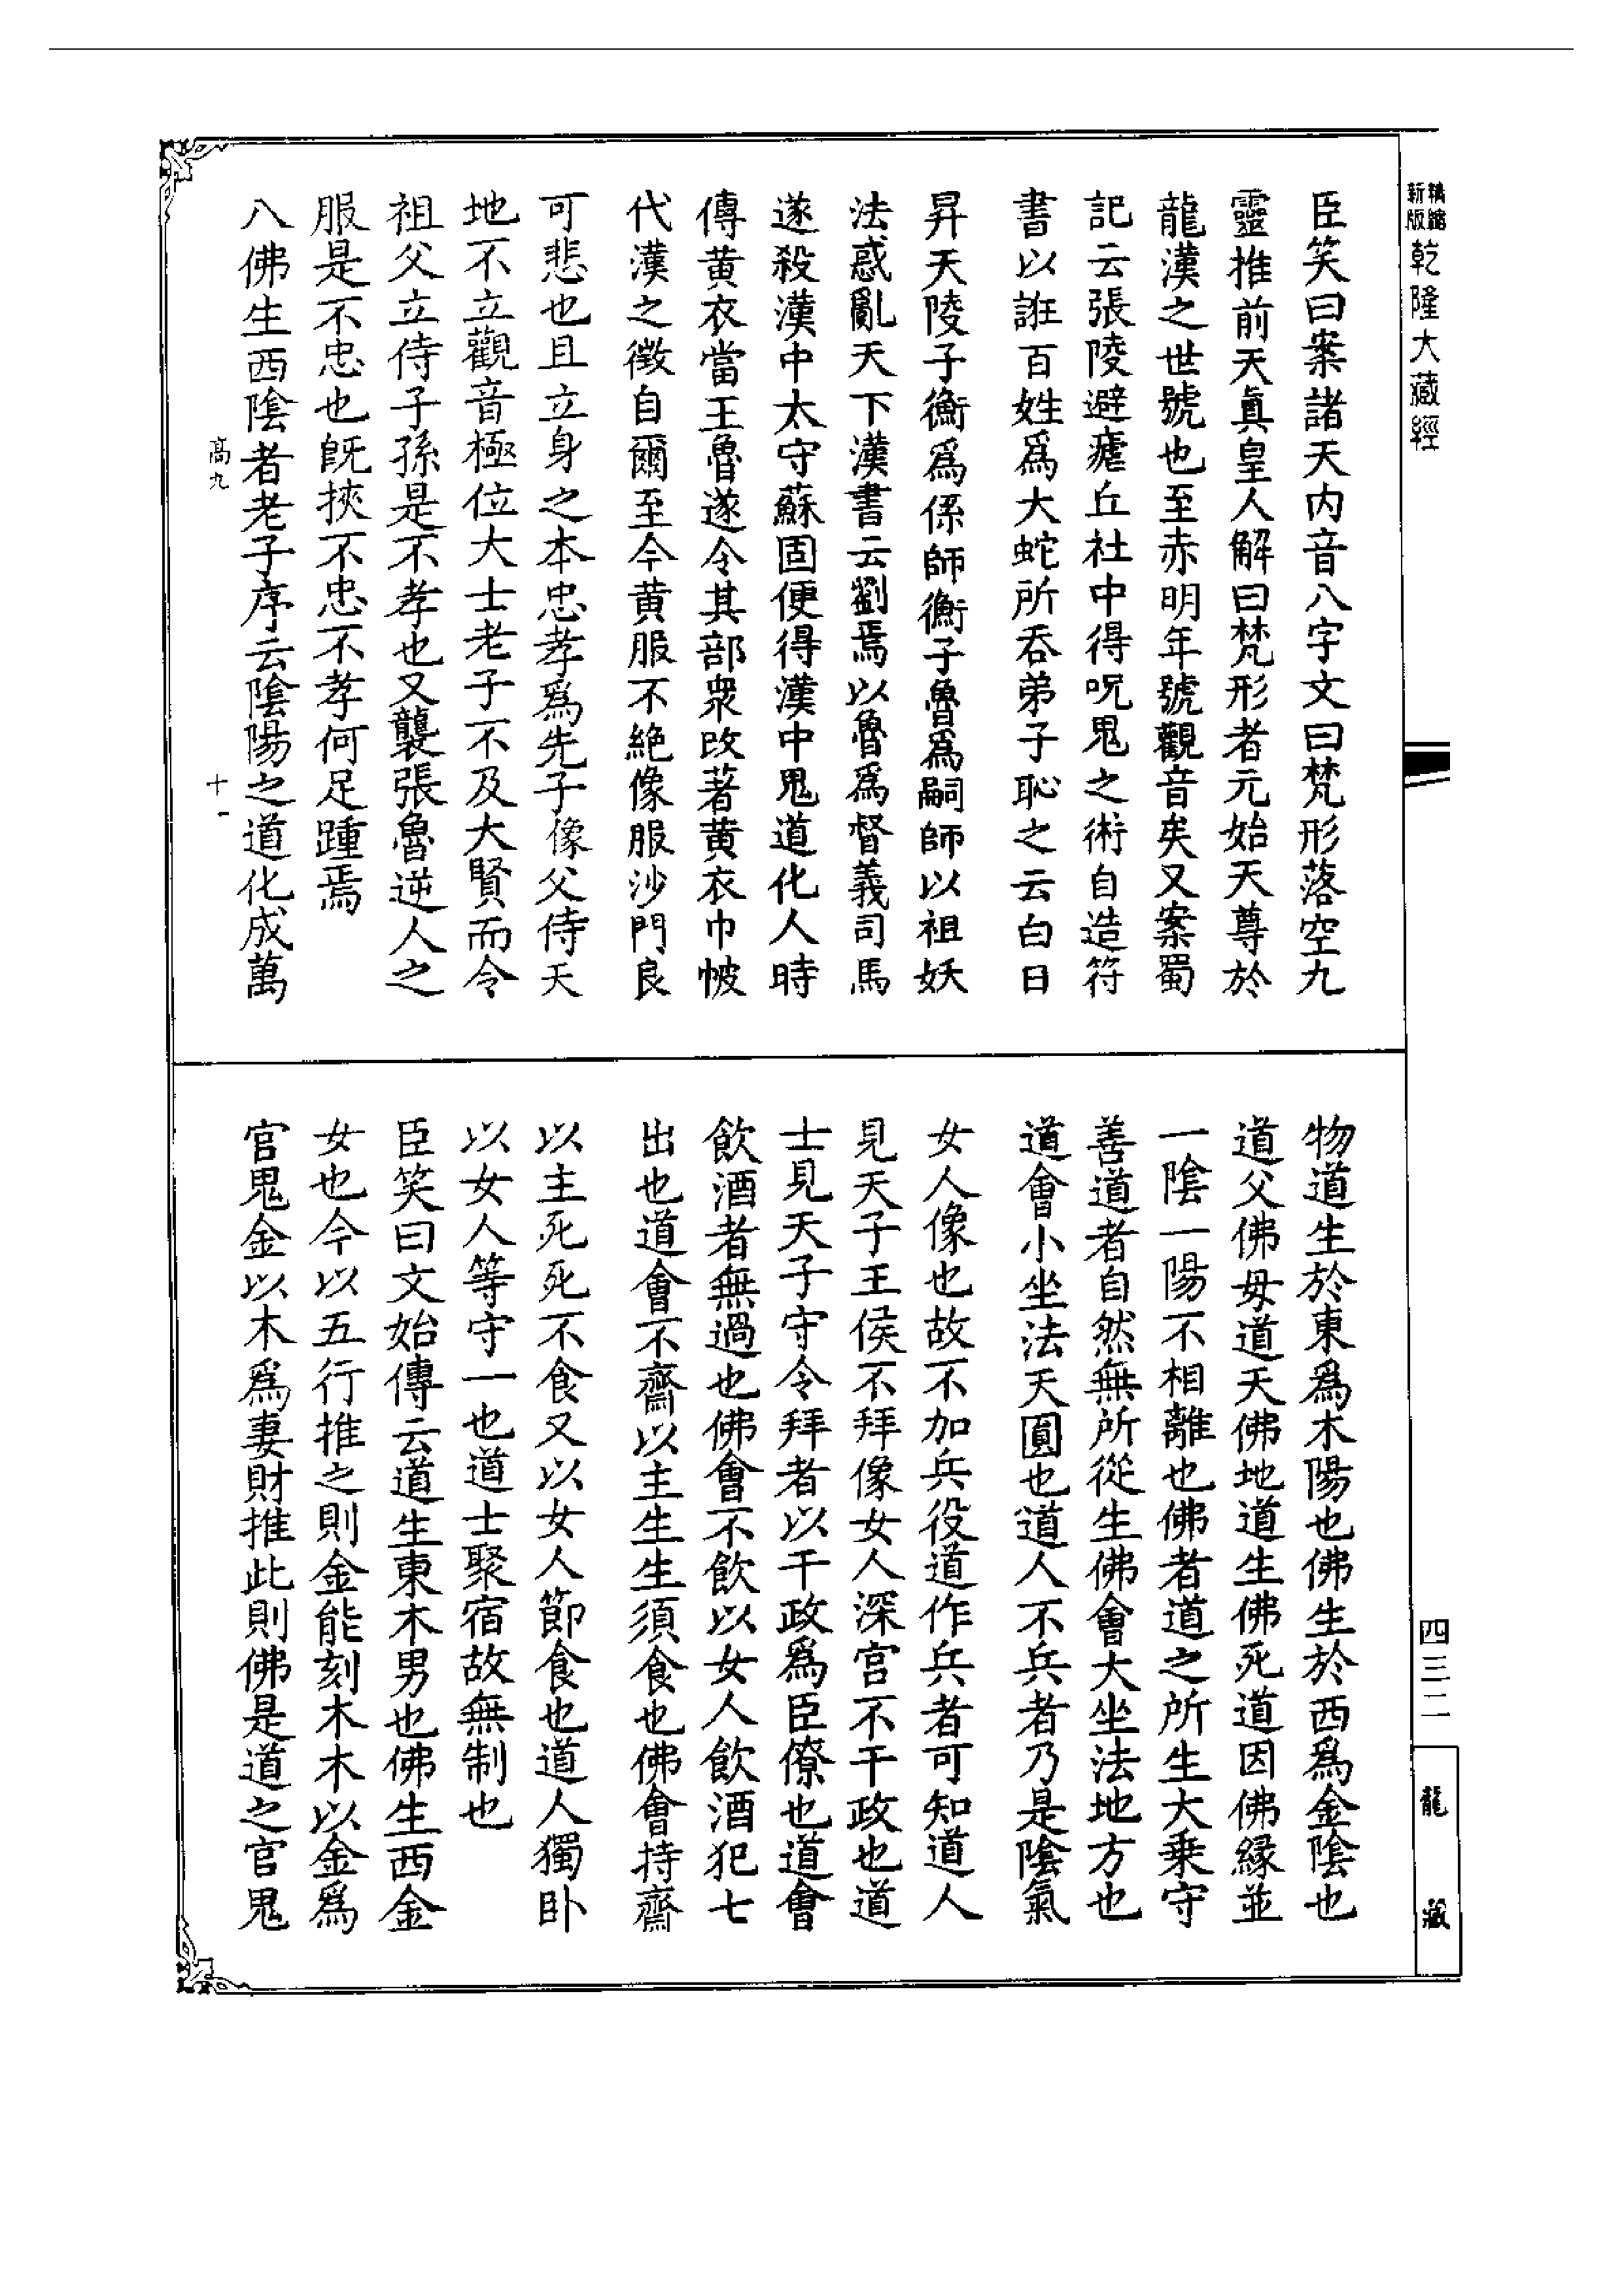 新版精縮乾隆大藏經
臣笑曰案諸天内音八字文曰梵形落空九
靈推前天眞皇人解曰梵形者元始天尊於
龍漢之世號也至赤明年號觀音矣又案蜀
記云張陵避瘧丘社中得呪鬼之術自造符
書以誑百姓爲大蛇所吞弟子恥之云白日
昇天陵子衡爲係師衡子魯爲嗣師以祖妖
法惑亂天下漢書云劉焉以魯爲督義司馬
遂殺漢中太守蘇固便得漢中鬼道化人時
傳黄衣當王魯遂令其部衆改著黄衣巾帔
代漢之徵自爾至今黄服不絶像服沙門良
可悲也且立身之本忠孝爲先子像父侍天
地不立觀音極位大士老子不及大賢而令
祖父立侍子孫是不孝也又襲張魯逆人之
服是不忠也旣挾不忠不孝何足踵焉
八佛生西陰者老子序云陰陽之道化成萬
高九
十一
物道生於東爲木陽也佛生於西爲金陰也
道父佛母道天佛地道生佛死道因佛緣並
一陰一陽不相離也佛者道之所生大乘守
善道者自然無所從生佛會大坐法地方也
道會小坐法天圓也道人不兵者乃是陰氣
女人像也故不加兵役道作兵者可知道人
見天子王侯不拜像女人深宫不干政也道
士見天子守令拜者以干政爲臣僚也道會
飲酒者無過也佛會不飲以女人飲酒犯七
出也道會不齋以主生生須食也佛會持齋
以主死死不食又以女人節食也道人獨卧
以女人等守一也道士聚宿故無制也
臣笑曰文始傳云道生東木男也佛生西金
女也今以五行推之則金能刻木木以金爲
官鬼金以木爲妻財推此則佛是道之官鬼
四三二
龍藏